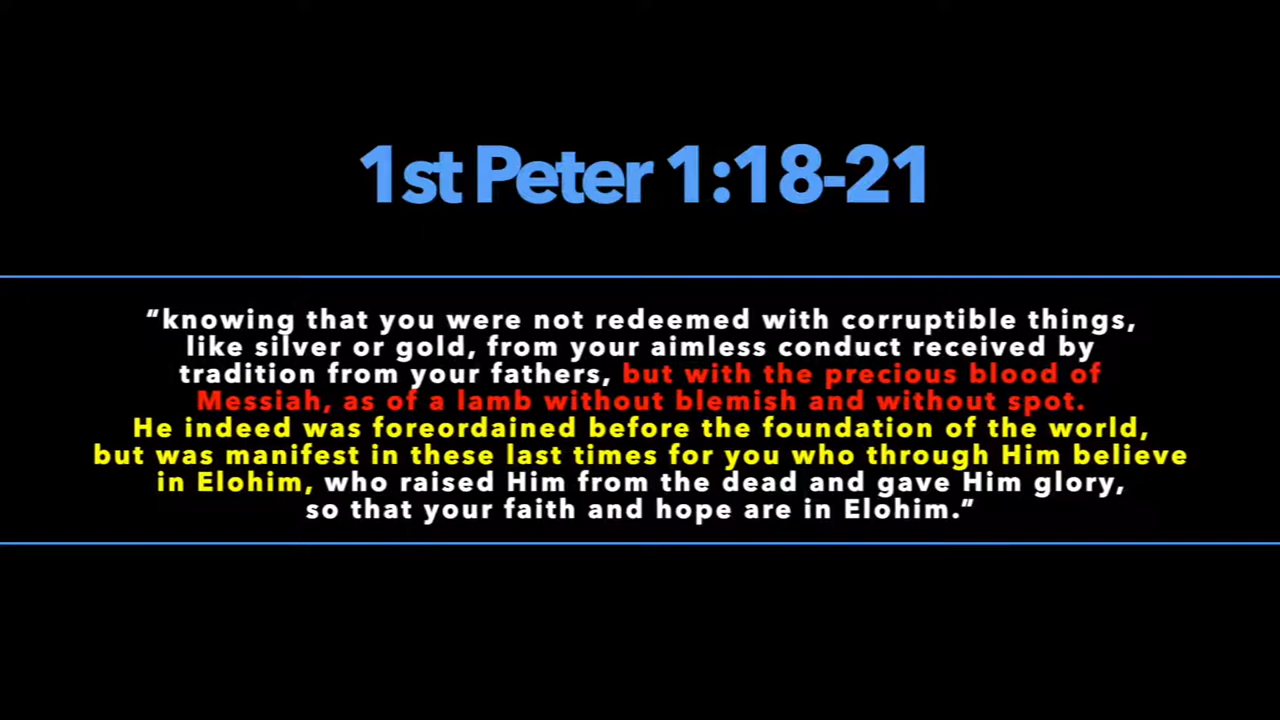 1st Peter 1:18-21
“knowing that you were not redeemed with corruptible things,
like silver or gold, from your aimless conduct received by
tradition from your fathers, but with the precious blood of
Messiah, as of a lamb without blemish and without spot.
He indeed was foreordained before the foundation of the world,
but was manifest in these last times for you who through Him believe
in Elohim, who raised Him from the dead and gave Him glory,
so that your faith and hope are in Elohim.”